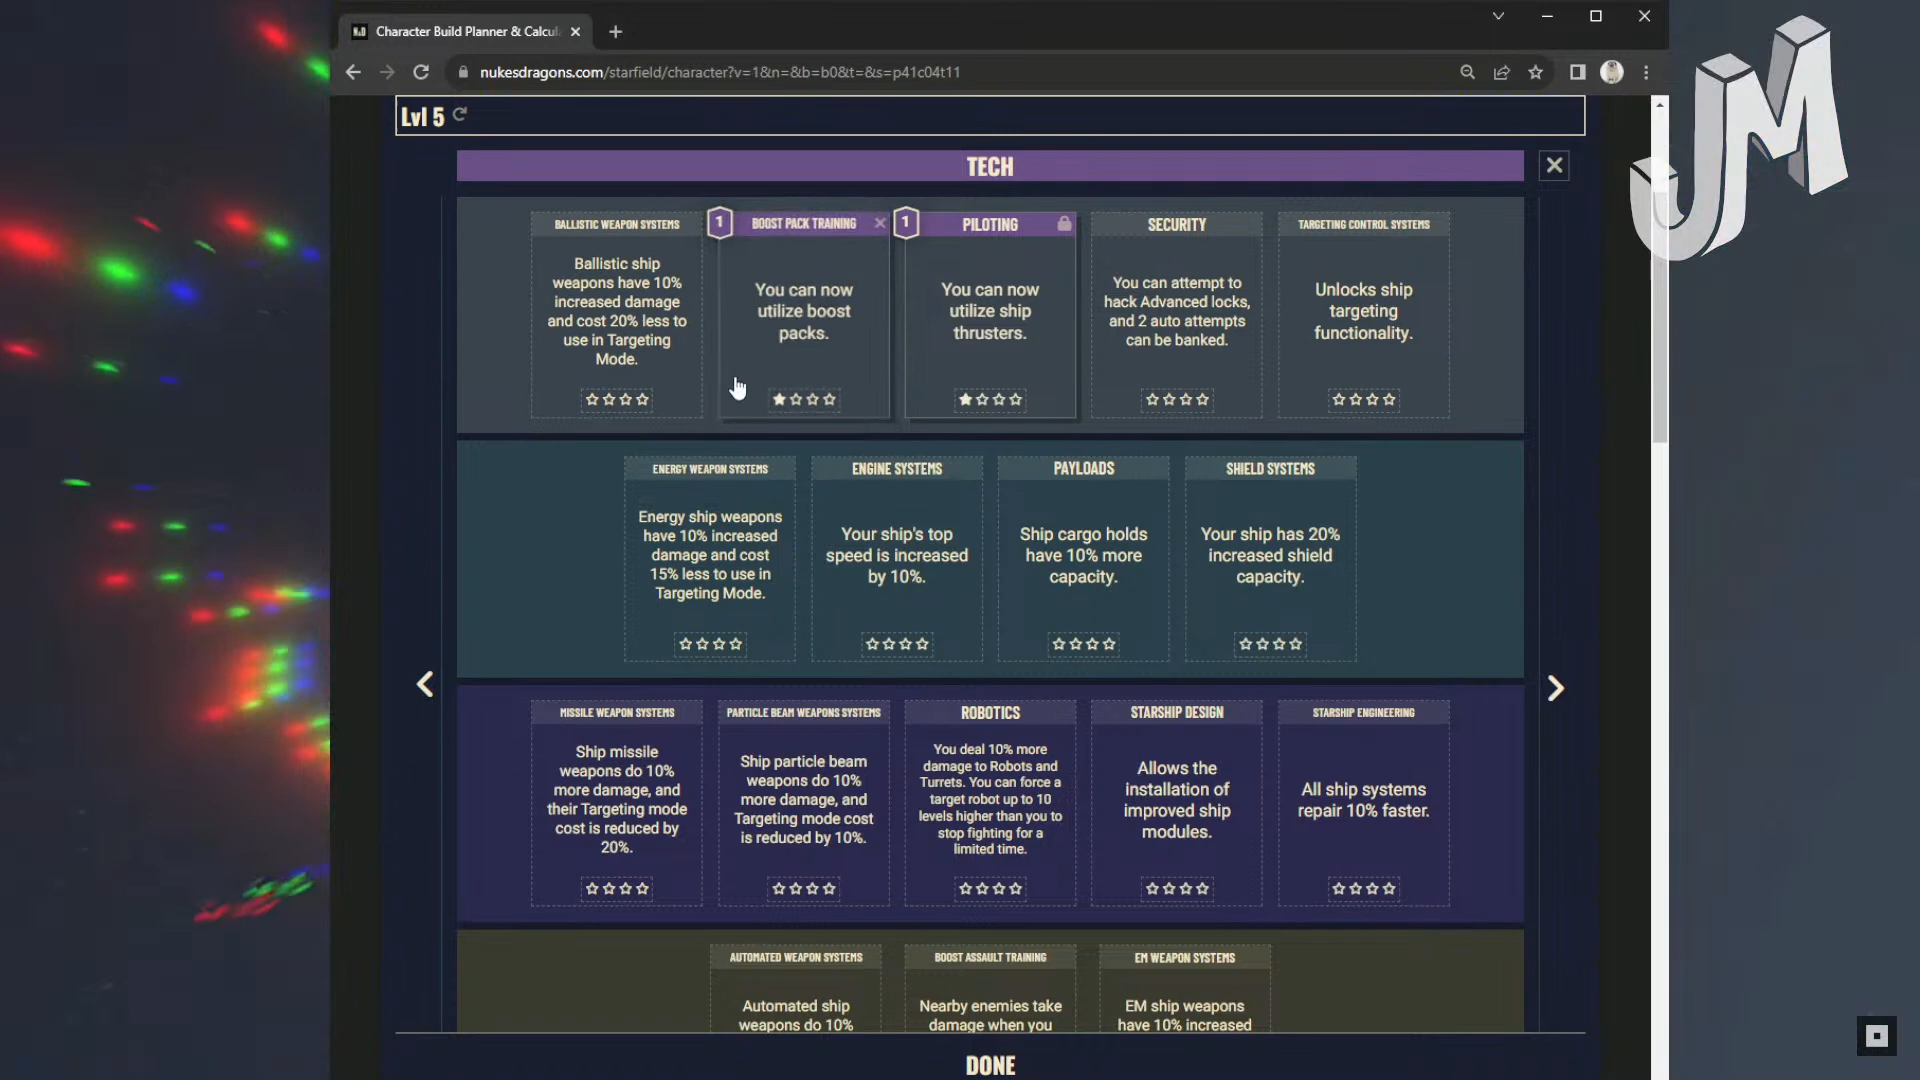 Character Build Planner & Calcul
nukesdragons.com/starfield/character?v=1&n=&b=b0&t=&s=p41c04t11
JM
Lvl 5
TECH
BALLISTIC WEAPON SYSTEMS
Ballistic ship
weapons have 10%
increased damage
and cost 20% less to
use in Targeting
Mode.
1
BOOST PACK TRAINING
You can now
utilize boost
packs.
1
PILOTING
You can now
utilize ship
thrusters.
SECURITY
You can attempt to
hack Advanced locks,
and 2 auto attempts
can be banked.
TARGETING CONTROL SYSTEMS
Unlocks ship
targeting
functionality.
ENERGY WEAPON SYSTEMS
Energy ship weapons
have 10% increased
damage and cost
15% less to use in
Targeting Mode.
ENGINE SYSTEMS
Your ship's top
speed is increased
by 10%.
PAYLOADS
Ship cargo holds
have 10% more
capacity.
SHIELD SYSTEMS
Your ship has 20%
increased shield
capacity.
MISSILE WEAPON SYSTEMS
Ship missile
weapons do 10%
more damage, and
their Targeting mode
cost is reduced by
20%.
PARTICLE BEAM WEAPONS SYSTEMS
Ship particle beam
weapons do 10%
more damage, and
Targeting mode cost
is reduced by 10%.
ROBOTICS
You deal 10% more
damage to Robots and
Turrets. You can force a
target robot up to 10
levels higher than you to
stop fighting for a
limited time.
STARSHIP DESIGN
Allows the
installation of
improved ship
modules.
STARSHIP ENGINEERING
All ship systems
repair 10% faster.
AUTOMATED WEAPON SYSTEMS
Automated ship
weapons do 10%
BOOST ASSAULT TRAINING
Nearby enemies take
damage when you
EM WEAPON SYSTEMS
EM ship weapons
have 10% increased
DONE